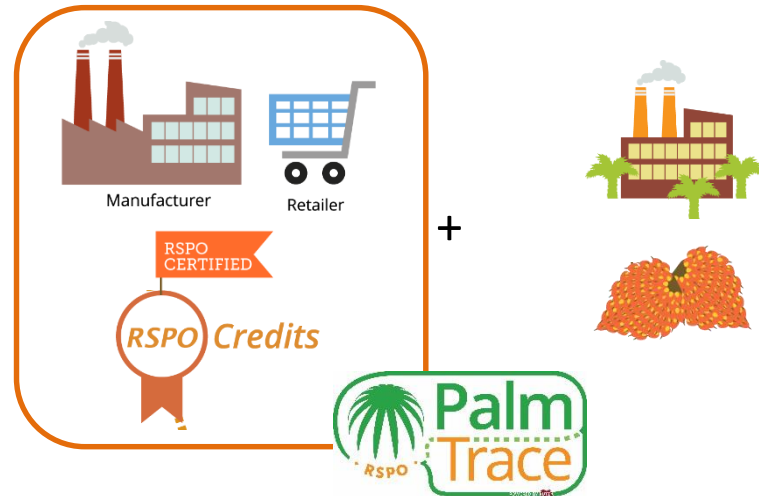 Manufacturer
Retailer
+
RSPO
CERTIFIED
RSPO Credits
Palm
Trace
RSPO